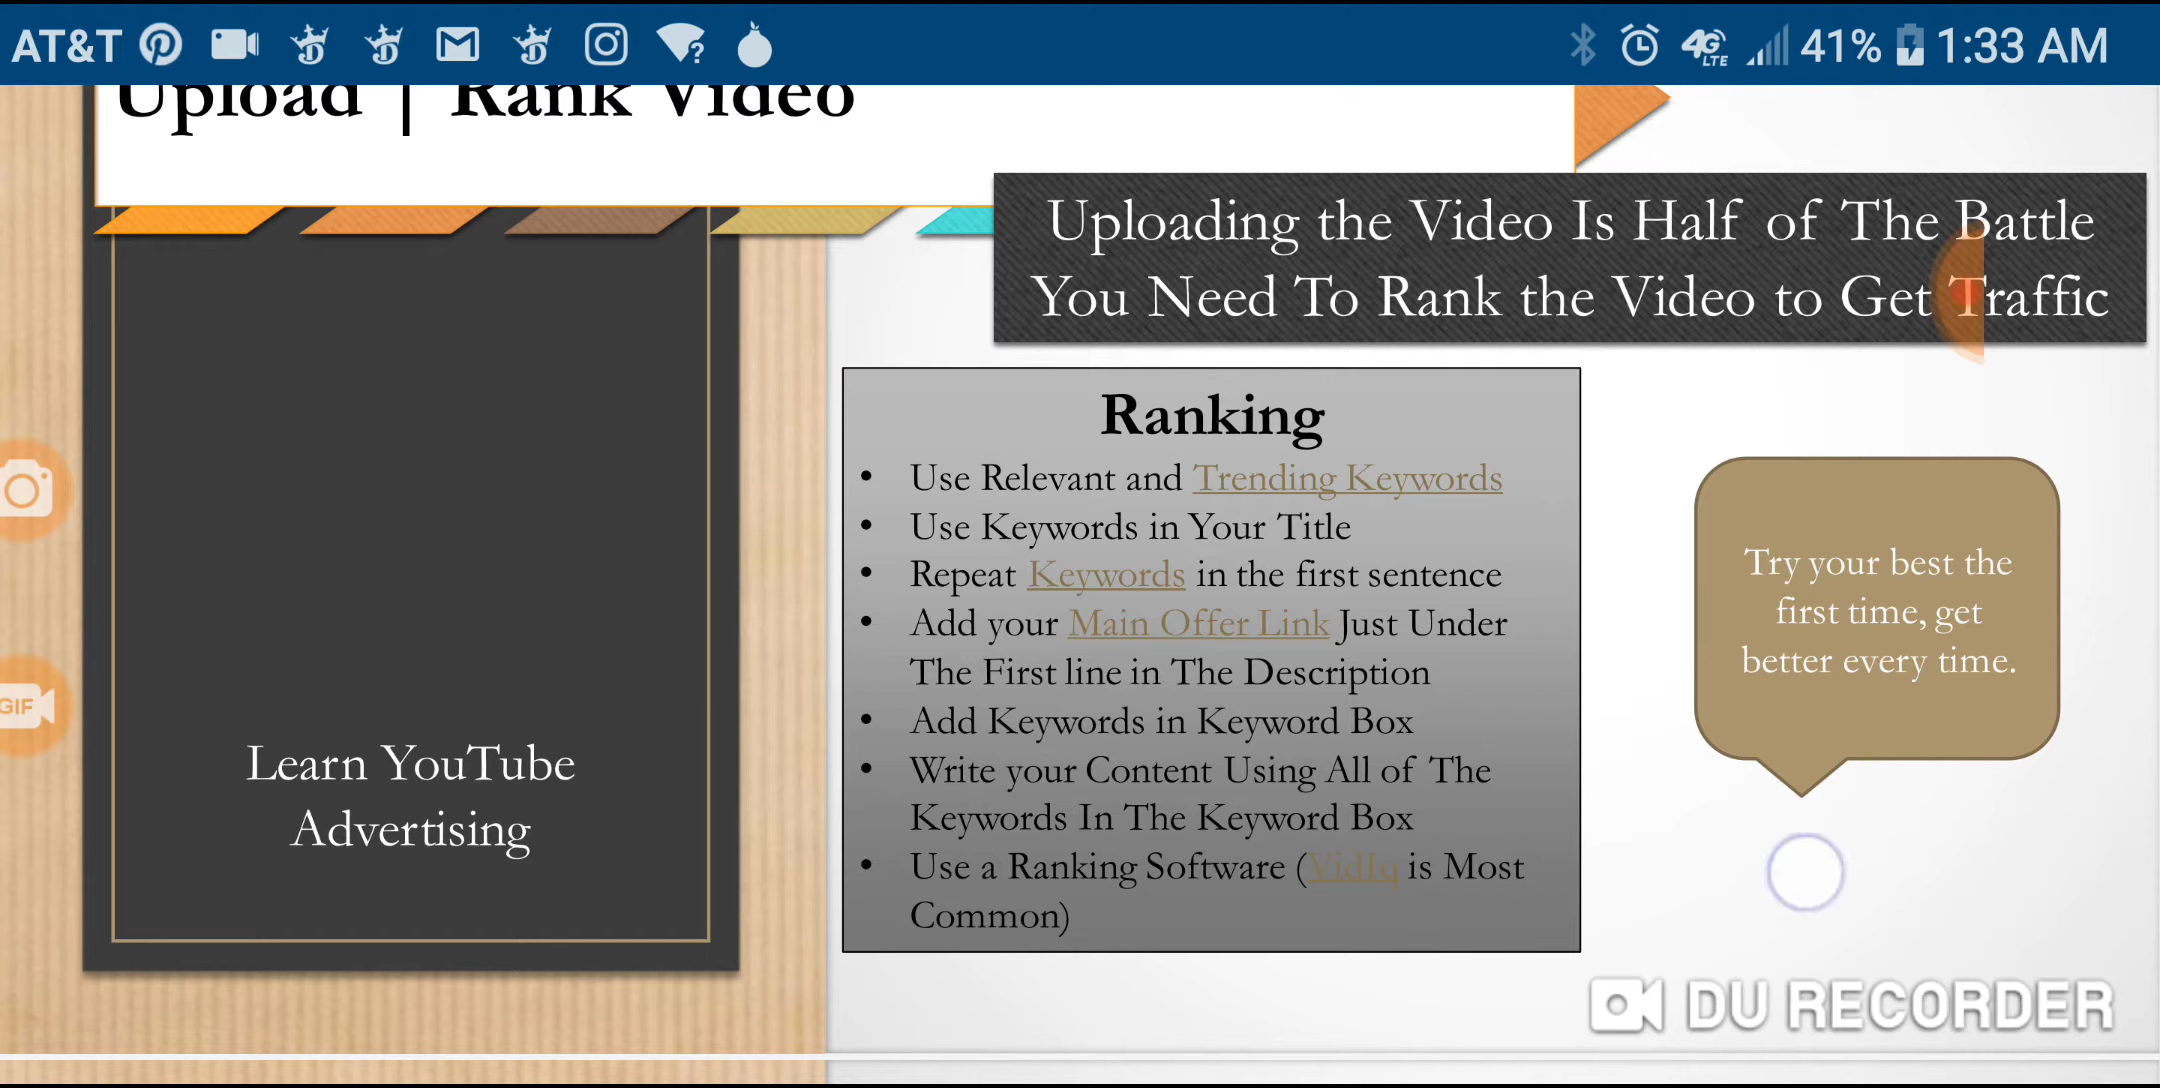 AT&T 41% 1:33 AM
Upload | Rank Video
Uploading the Video Is Half of The Battle
You Need To Rank the Video to Get Traffic
Ranking
• Use Relevant and Trending Keywords
• Use Keywords in Your Title
• Repeat Keywords in the first sentence
• Add your Main Offer Link Just Under
The First line in The Description
• Add Keywords in Keyword Box
• Write your Content Using All of The
Keywords In The Keyword Box
• Use a Ranking Software (VidIq is Most
Common)
Try your best the
first time, get
better every time.
GIF
Learn YouTube
Advertising
4G LTE
DU RECORDER